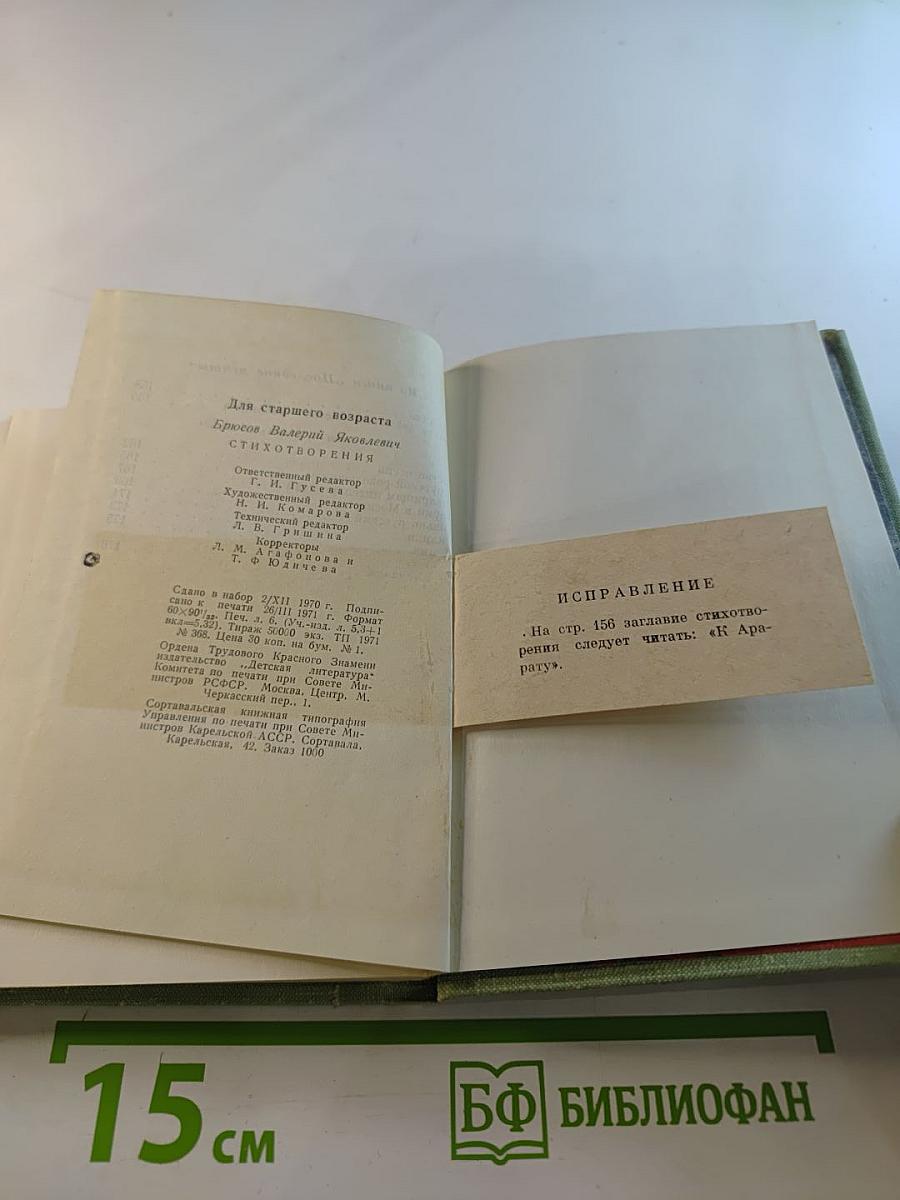 Для старшего возраста
Брюсов Валерий Яковлевич
СТИХОТВОРЕНИЯ
Ответственный редактор
Г. И. Гусева
Художественный редактор
Н. И. Комарова
Технический редактор
Л. В. Гришина
Корректоры
Л. М. Агафонова и
Т. Ф Юдичева
Сдано в набор 2/XII 1970 г. Подпи-
сано к печати 26/III 1971 г. Формат
60×90¹/₃₂. Печ. л. 6. (Уч.-изд. л. 5,3+1
вкл=5,32). Тираж 50000 экз. ТП 1971
№ 368. Цена 30 коп. на бум. № 1.
Ордена Трудового Красного Знамени
издательство „Детская литература“
Комитета по печати при Совете Ми-
нистров РСФСР. Москва, Центр, М.
Черкасский пер., 1.
Сортавальская книжная типография
Управления по печати при Совете Ми-
нистров Карельской АССР. Сортавала,
Карельская, 42. Заказ 1000
ИСПРАВЛЕНИЕ
. На стр. 156 заглавие стихотво-
рения следует читать: «К Ара-
рату».
15 см
БФ БИБЛИОФАН